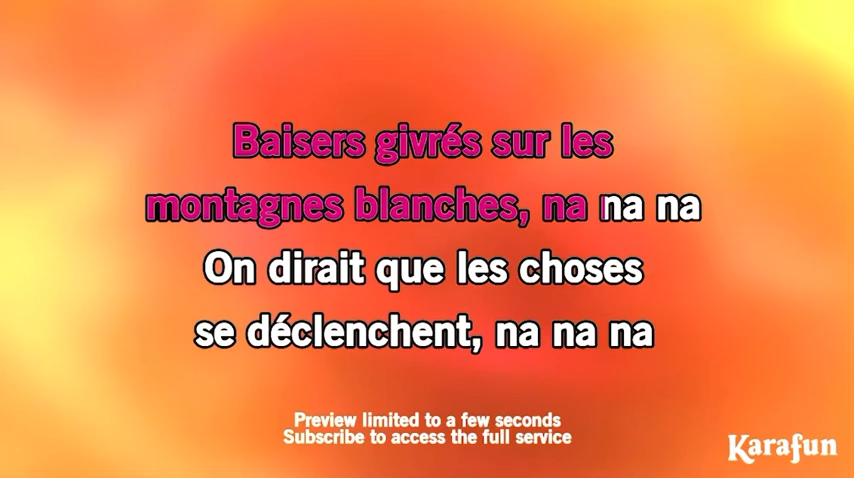 Baisers givrés sur les
montagnes blanches, na na na
On dirait que les choses
se déclenchent, na na na
Preview limited to a few seconds
Subscribe to access the full service
Karafun